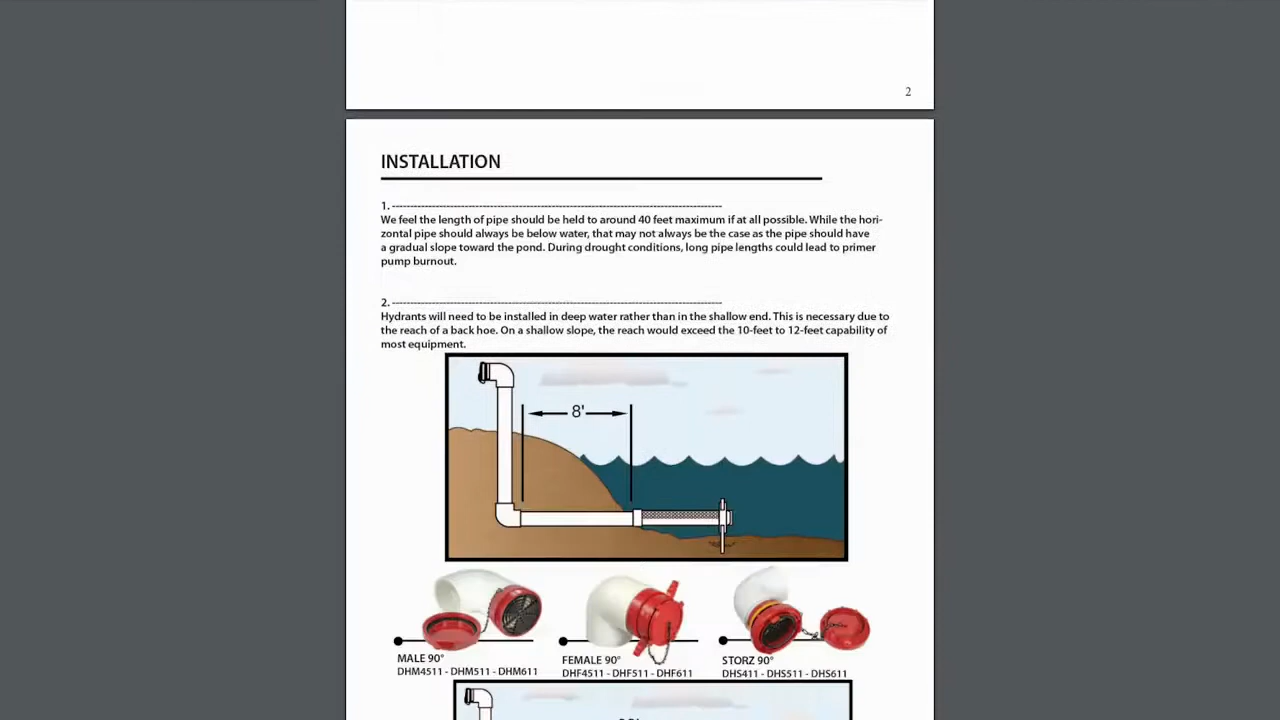 2
INSTALLATION
1. ------------------------------------------------------------------------------------------
We feel the length of pipe should be held to around 40 feet maximum if at all possible. While the hori-
zontal pipe should always be below water, that may not always be the case as the pipe should have
a gradual slope toward the pond. During drought conditions, long pipe lengths could lead to primer
pump burnout.
2. ------------------------------------------------------------------------------------------
Hydrants will need to be installed in deep water rather than in the shallow end. This is necessary due to
the reach of a back hoe. On a shallow slope, the reach would exceed the 10-feet to 12-feet capability of
most equipment.
8'
MALE 90°
DHM4511 - DHM511 - DHM611
FEMALE 90°
DHF4511 - DHF511 - DHF611
STORZ 90°
DHS411 - DHS511 - DHS611